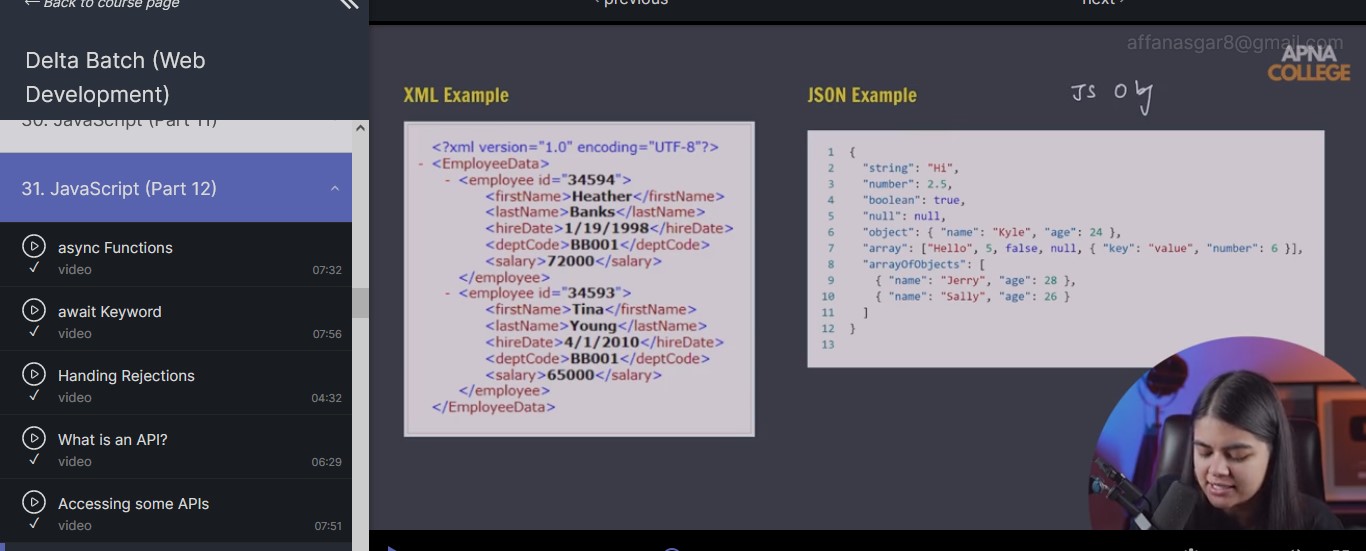 ← Back to course page
previous
next
Delta Batch (Web
Development)
30. JavaScript (Part 11)
31. JavaScript (Part 12)
async Functions
video 07:32
await Keyword
video 07:56
Handing Rejections
video 04:32
What is an API?
video 06:29
Accessing some APIs
video 07:51
affanasgar8@gmail.com
APNA
COLLEGE
XML Example
<?xml version="1.0" encoding="UTF-8"?>
- <EmployeeData>
- <employee id="34594">
<firstName>Heather</firstName>
<lastName>Banks</lastName>
<hireDate>1/19/1998</hireDate>
<deptCode>BB001</deptCode>
<salary>72000</salary>
</employee>
- <employee id="34593">
<firstName>Tina</firstName>
<lastName>Young</lastName>
<hireDate>4/1/2010</hireDate>
<deptCode>BB001</deptCode>
<salary>65000</salary>
</employee>
</EmployeeData>
JSON Example
JS Obj
1 {
2 "string": "Hi",
3 "number": 2.5,
4 "boolean": true,
5 "null": null,
6 "object": { "name": "Kyle", "age": 24 },
7 "array": ["Hello", 5, false, null, { "key": "value", "number": 6 }],
8 "arrayOfObjects": [
9 { "name": "Jerry", "age": 28 },
10 { "name": "Sally", "age": 26 }
11 ]
12 }
13